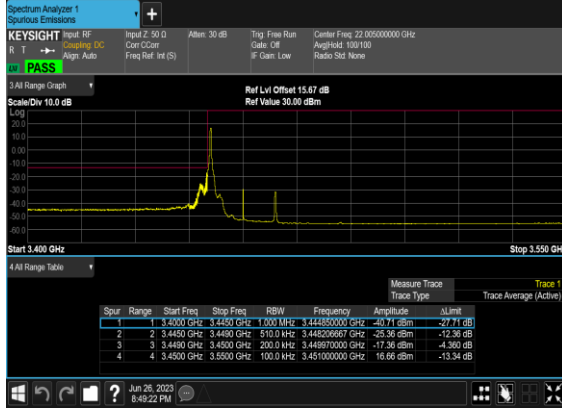 Spectrum Analyzer 1
Spurious Emissions
+
KEYSIGHT Input: RF Input Z: 50 Ω Atten: 30 dB Trig: Free Run Center Freq: 22.005000000 GHz
R T Coupling: DC Corr CCorr Gate: Off Avg|Hold: 100/100
Align: Auto Freq Ref: Int (S) IF Gain: Low Radio Std: None
PASS
3 All Range Graph Ref Lvl Offset 15.67 dB
Scale/Div 10.0 dB Ref Value 30.00 dBm
Log
20.0
10.0
0.00
-10.0
-20.0
-30.0
-40.0
-50.0
-60.0
Start 3.400 GHz Stop 3.550 GH
4 All Range Table
Measure Trace Trace 1
Trace Type Trace Average (Active)
Spur Range Start Freq Stop Freq RBW Frequency Amplitude ΔLimit
1 1 3.4000 GHz 3.4450 GHz 1.000 MHz 3.444850000 GHz -40.71 dBm -27.71 dB
2 2 3.4450 GHz 3.4490 GHz 510.0 kHz 3.448206667 GHz -25.36 dBm -12.36 dB
3 3 3.4490 GHz 3.4500 GHz 200.0 kHz 3.449970000 GHz -17.36 dBm -4.360 dB
4 4 3.4500 GHz 3.5500 GHz 100.0 kHz 3.451000000 GHz 16.66 dBm -13.34 dB
? Jun 26, 2023
8:49:22 PM